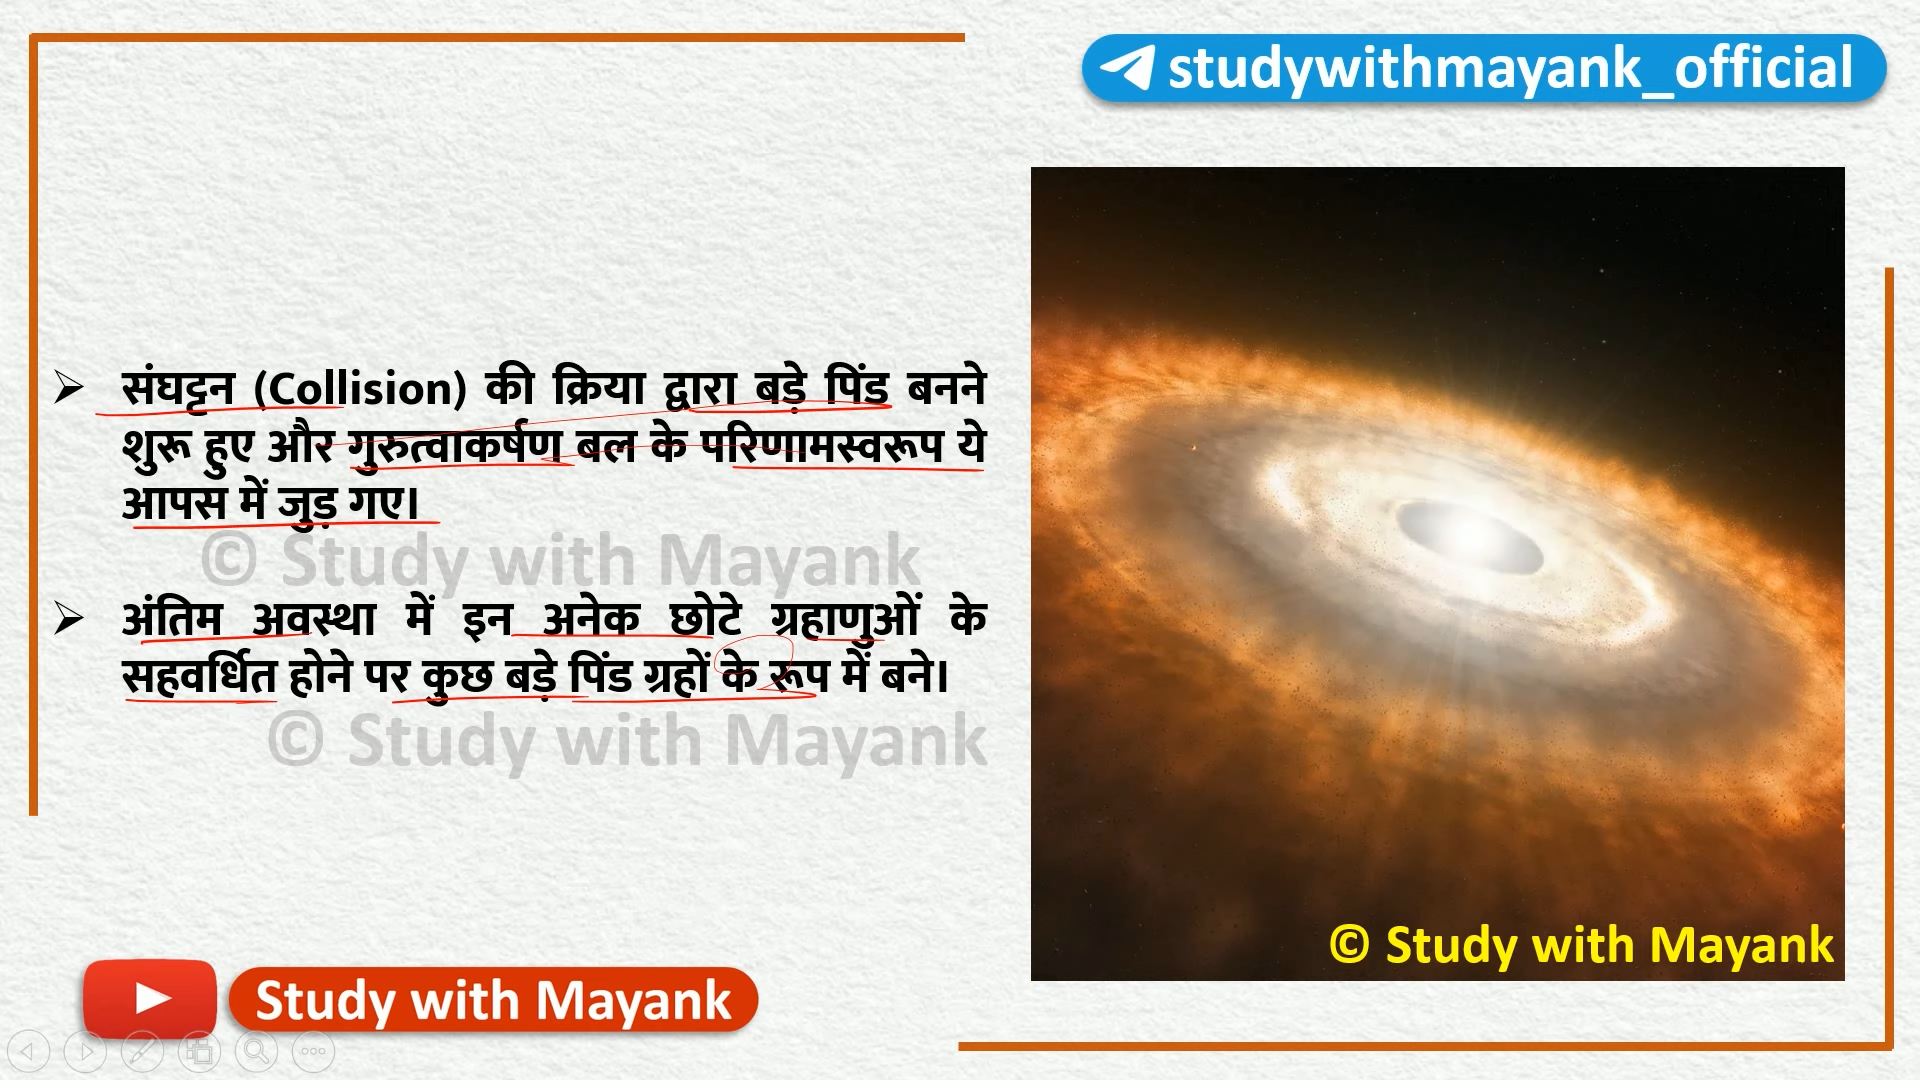 studywithmayank_official
➢ संघट्टन (Collision) की क्रिया द्वारा बड़े पिंड बनने
शुरू हुए और गुरुत्वाकर्षण बल के परिणामस्वरूप ये
आपस में जुड़ गए।
© Study with Mayank
➢ अंतिम अवस्था में इन अनेक छोटे ग्रहाणुओं के
सहवर्धित होने पर कुछ बड़े पिंड ग्रहों के रूप में बने।
© Study with Mayank
© Study with Mayank
Study with Mayank